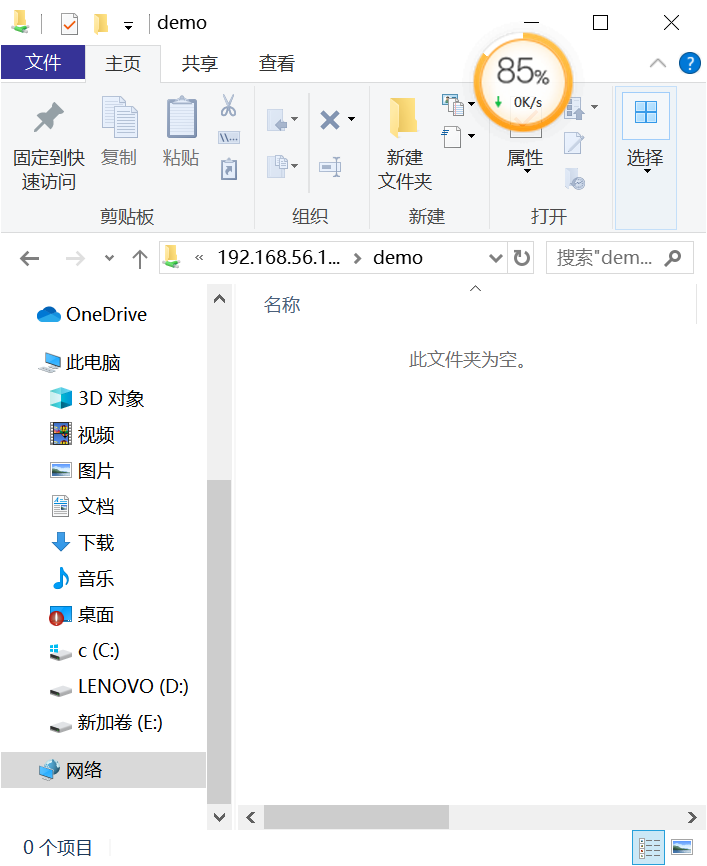 demo
文件 主页 共享 查看
85%
0K/s
固定到快
速访问
复制
粘贴
新建
文件夹
属性
选择
剪贴板 组织 新建 打开
« 192.168.56.1... > demo
搜索"dem...
名称
此文件夹为空。
OneDrive
此电脑
3D 对象
视频
图片
文档
下载
音乐
桌面
c (C:)
LENOVO (D:)
新加卷 (E:)
网络
0 个项目